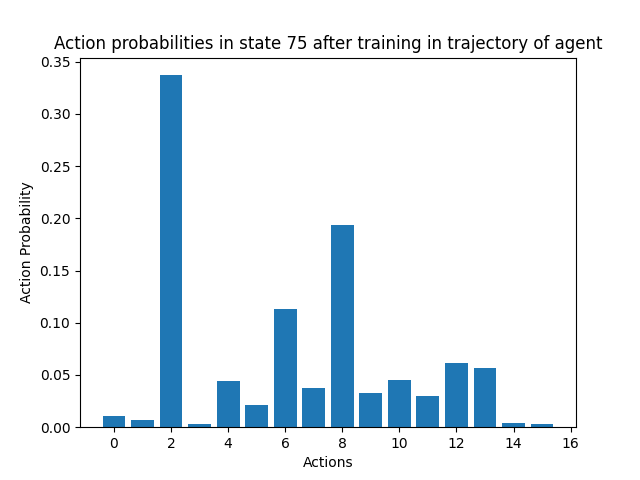 Action probabilities in state 75 after training in trajectory of agent
0.35
0.30
0.25
0.20
0.15
0.10
0.05
0.00
Action Probability
0 2 4 6 8 10 12 14 16
Actions